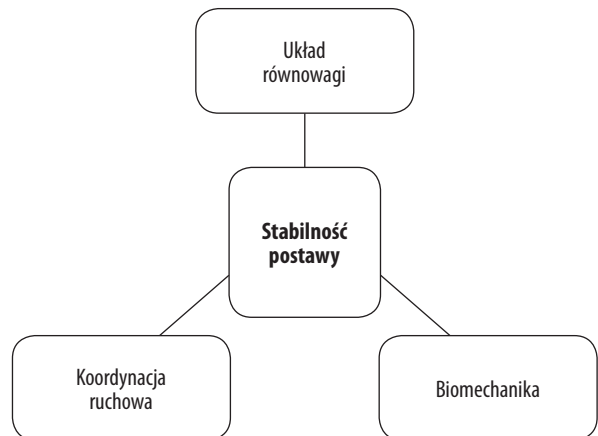 Układ
równowagi
Stabilność
postawy
Koordynacja
ruchowa
Biomechanika